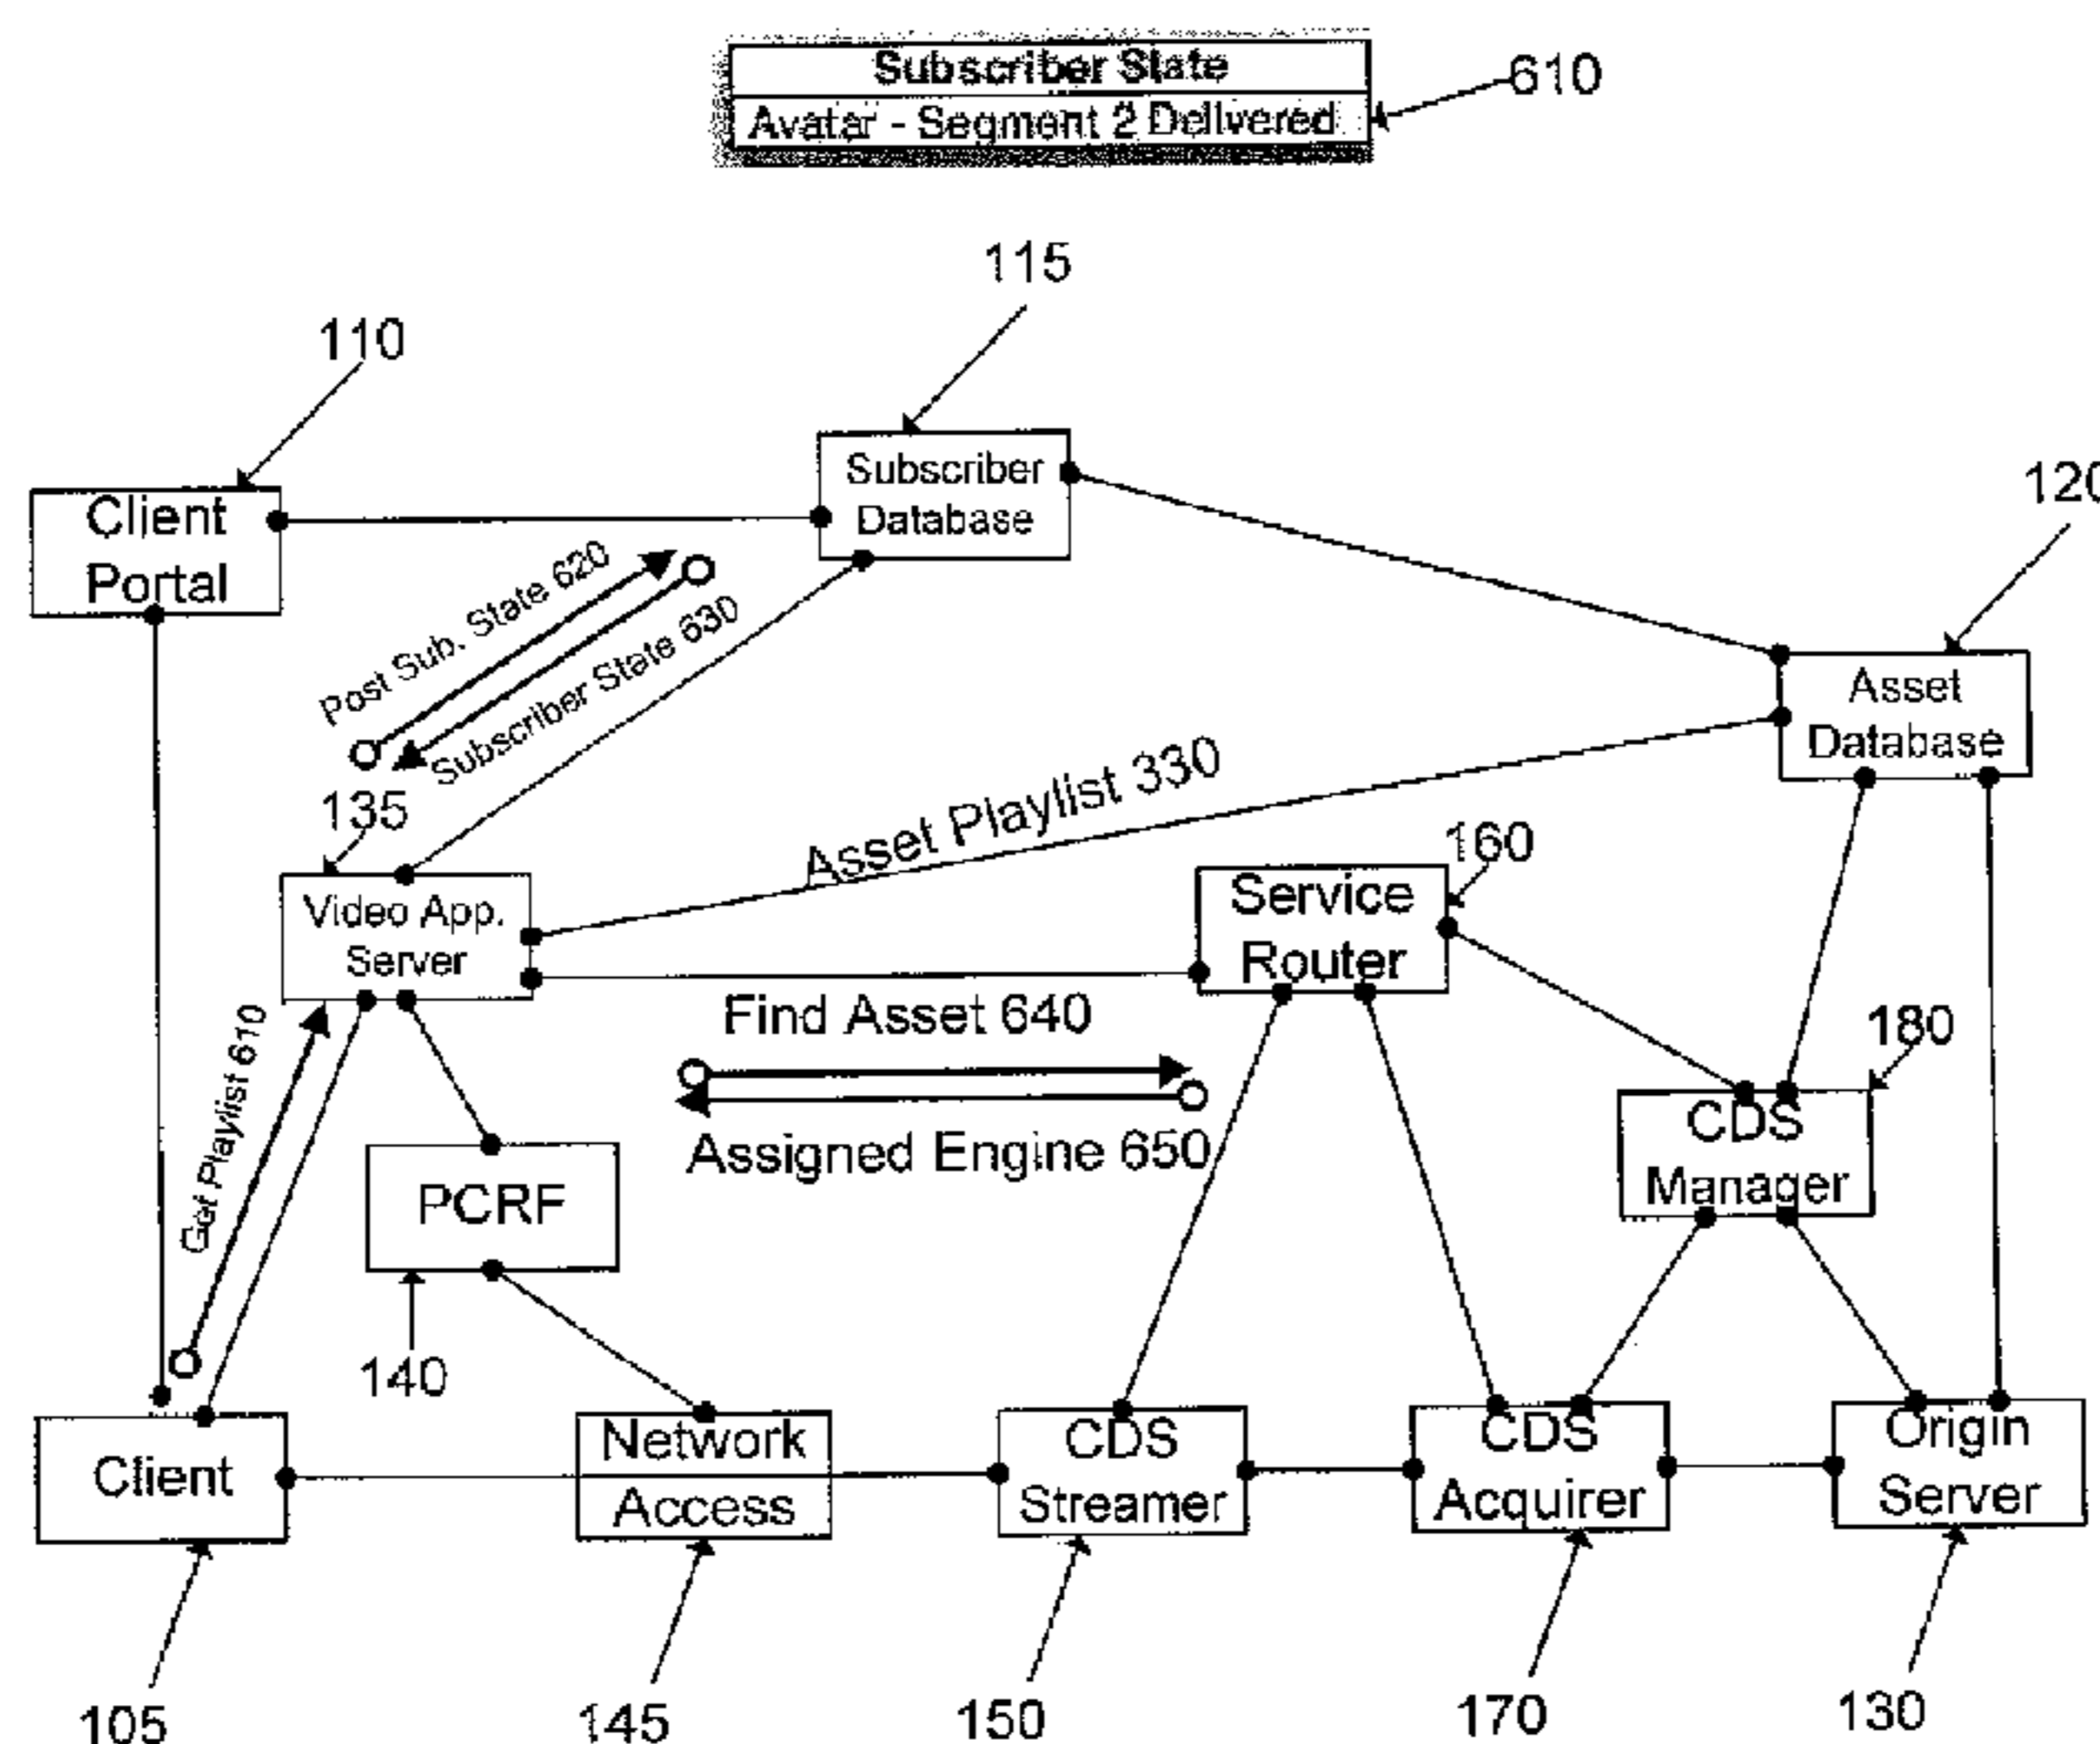 Subscriber State
Avatar - Segment 2 Delivered
610
115
110
Subscriber
Database
120
Client
Portal
Post Sub. State 620
Subscriber State 630
Asset
Database
135
Asset Playlist 330
160
Video App.
Server
Service
Router
Find Asset 640
180
Get Playlist 610
Assigned Engine 650
CDS
Manager
PCRF
140
Client
Network
Access
CDS
Streamer
CDS
Acquirer
Origin
Server
105
145
150
170
130